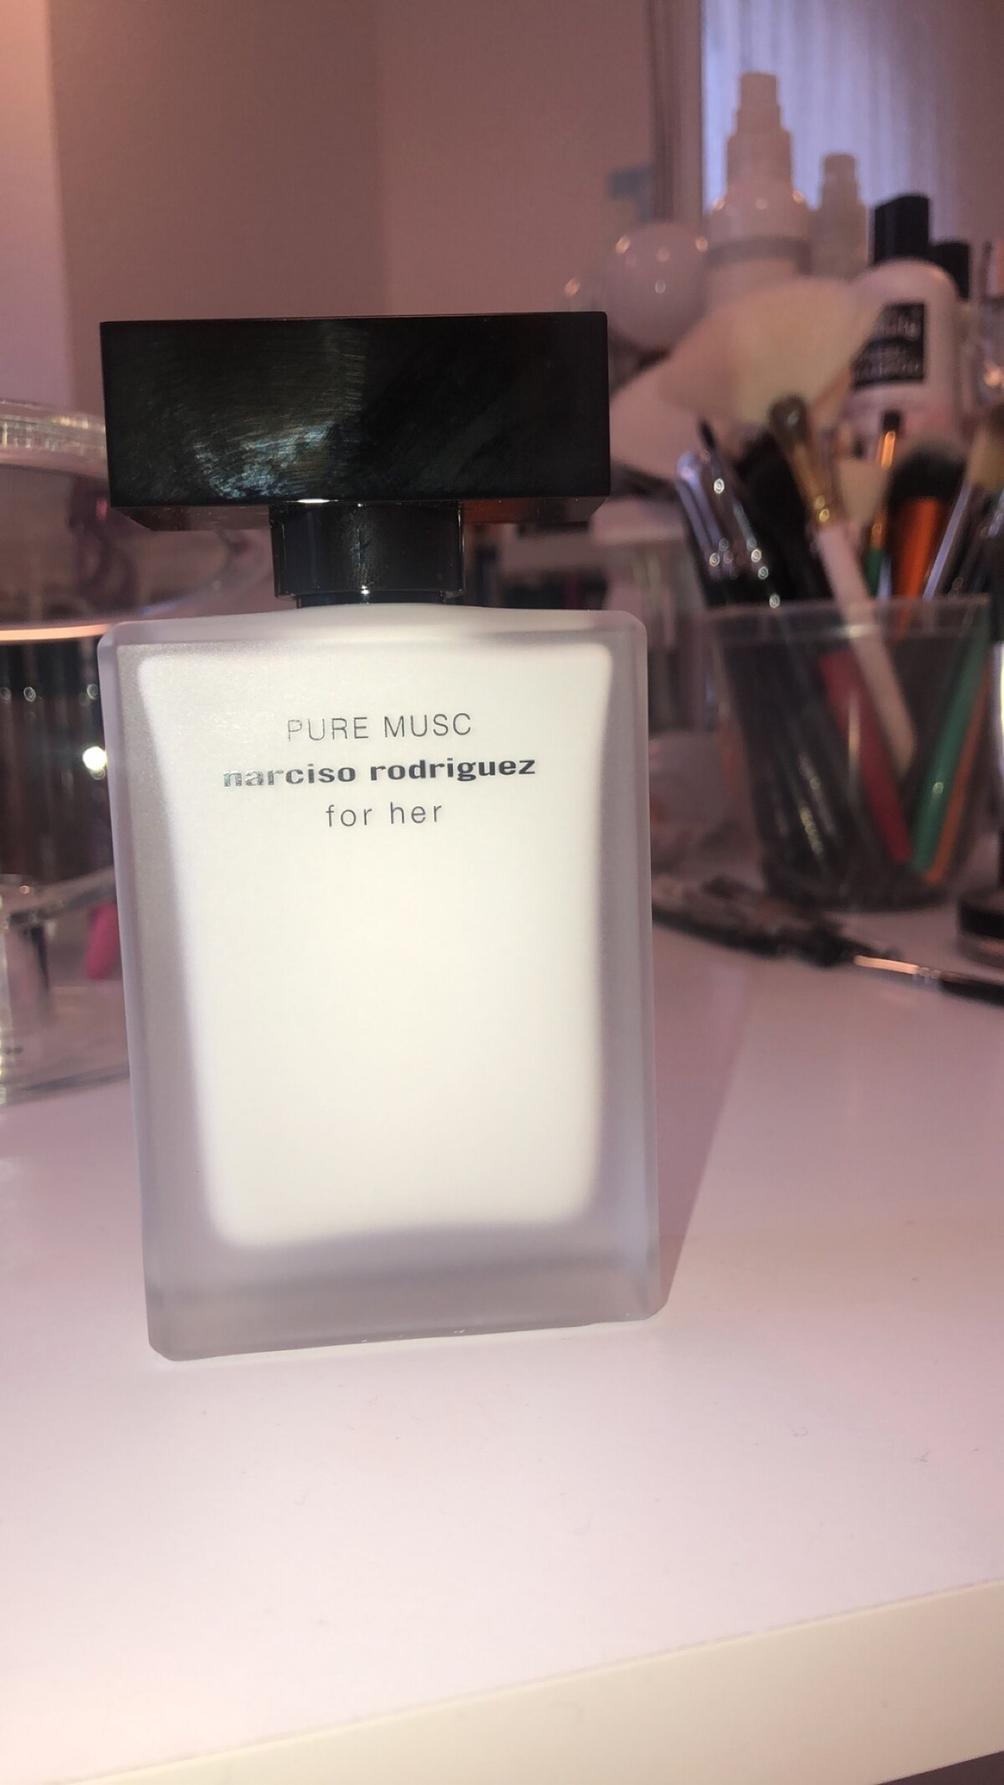 PURE MUSC
narciso rodriguez
for her